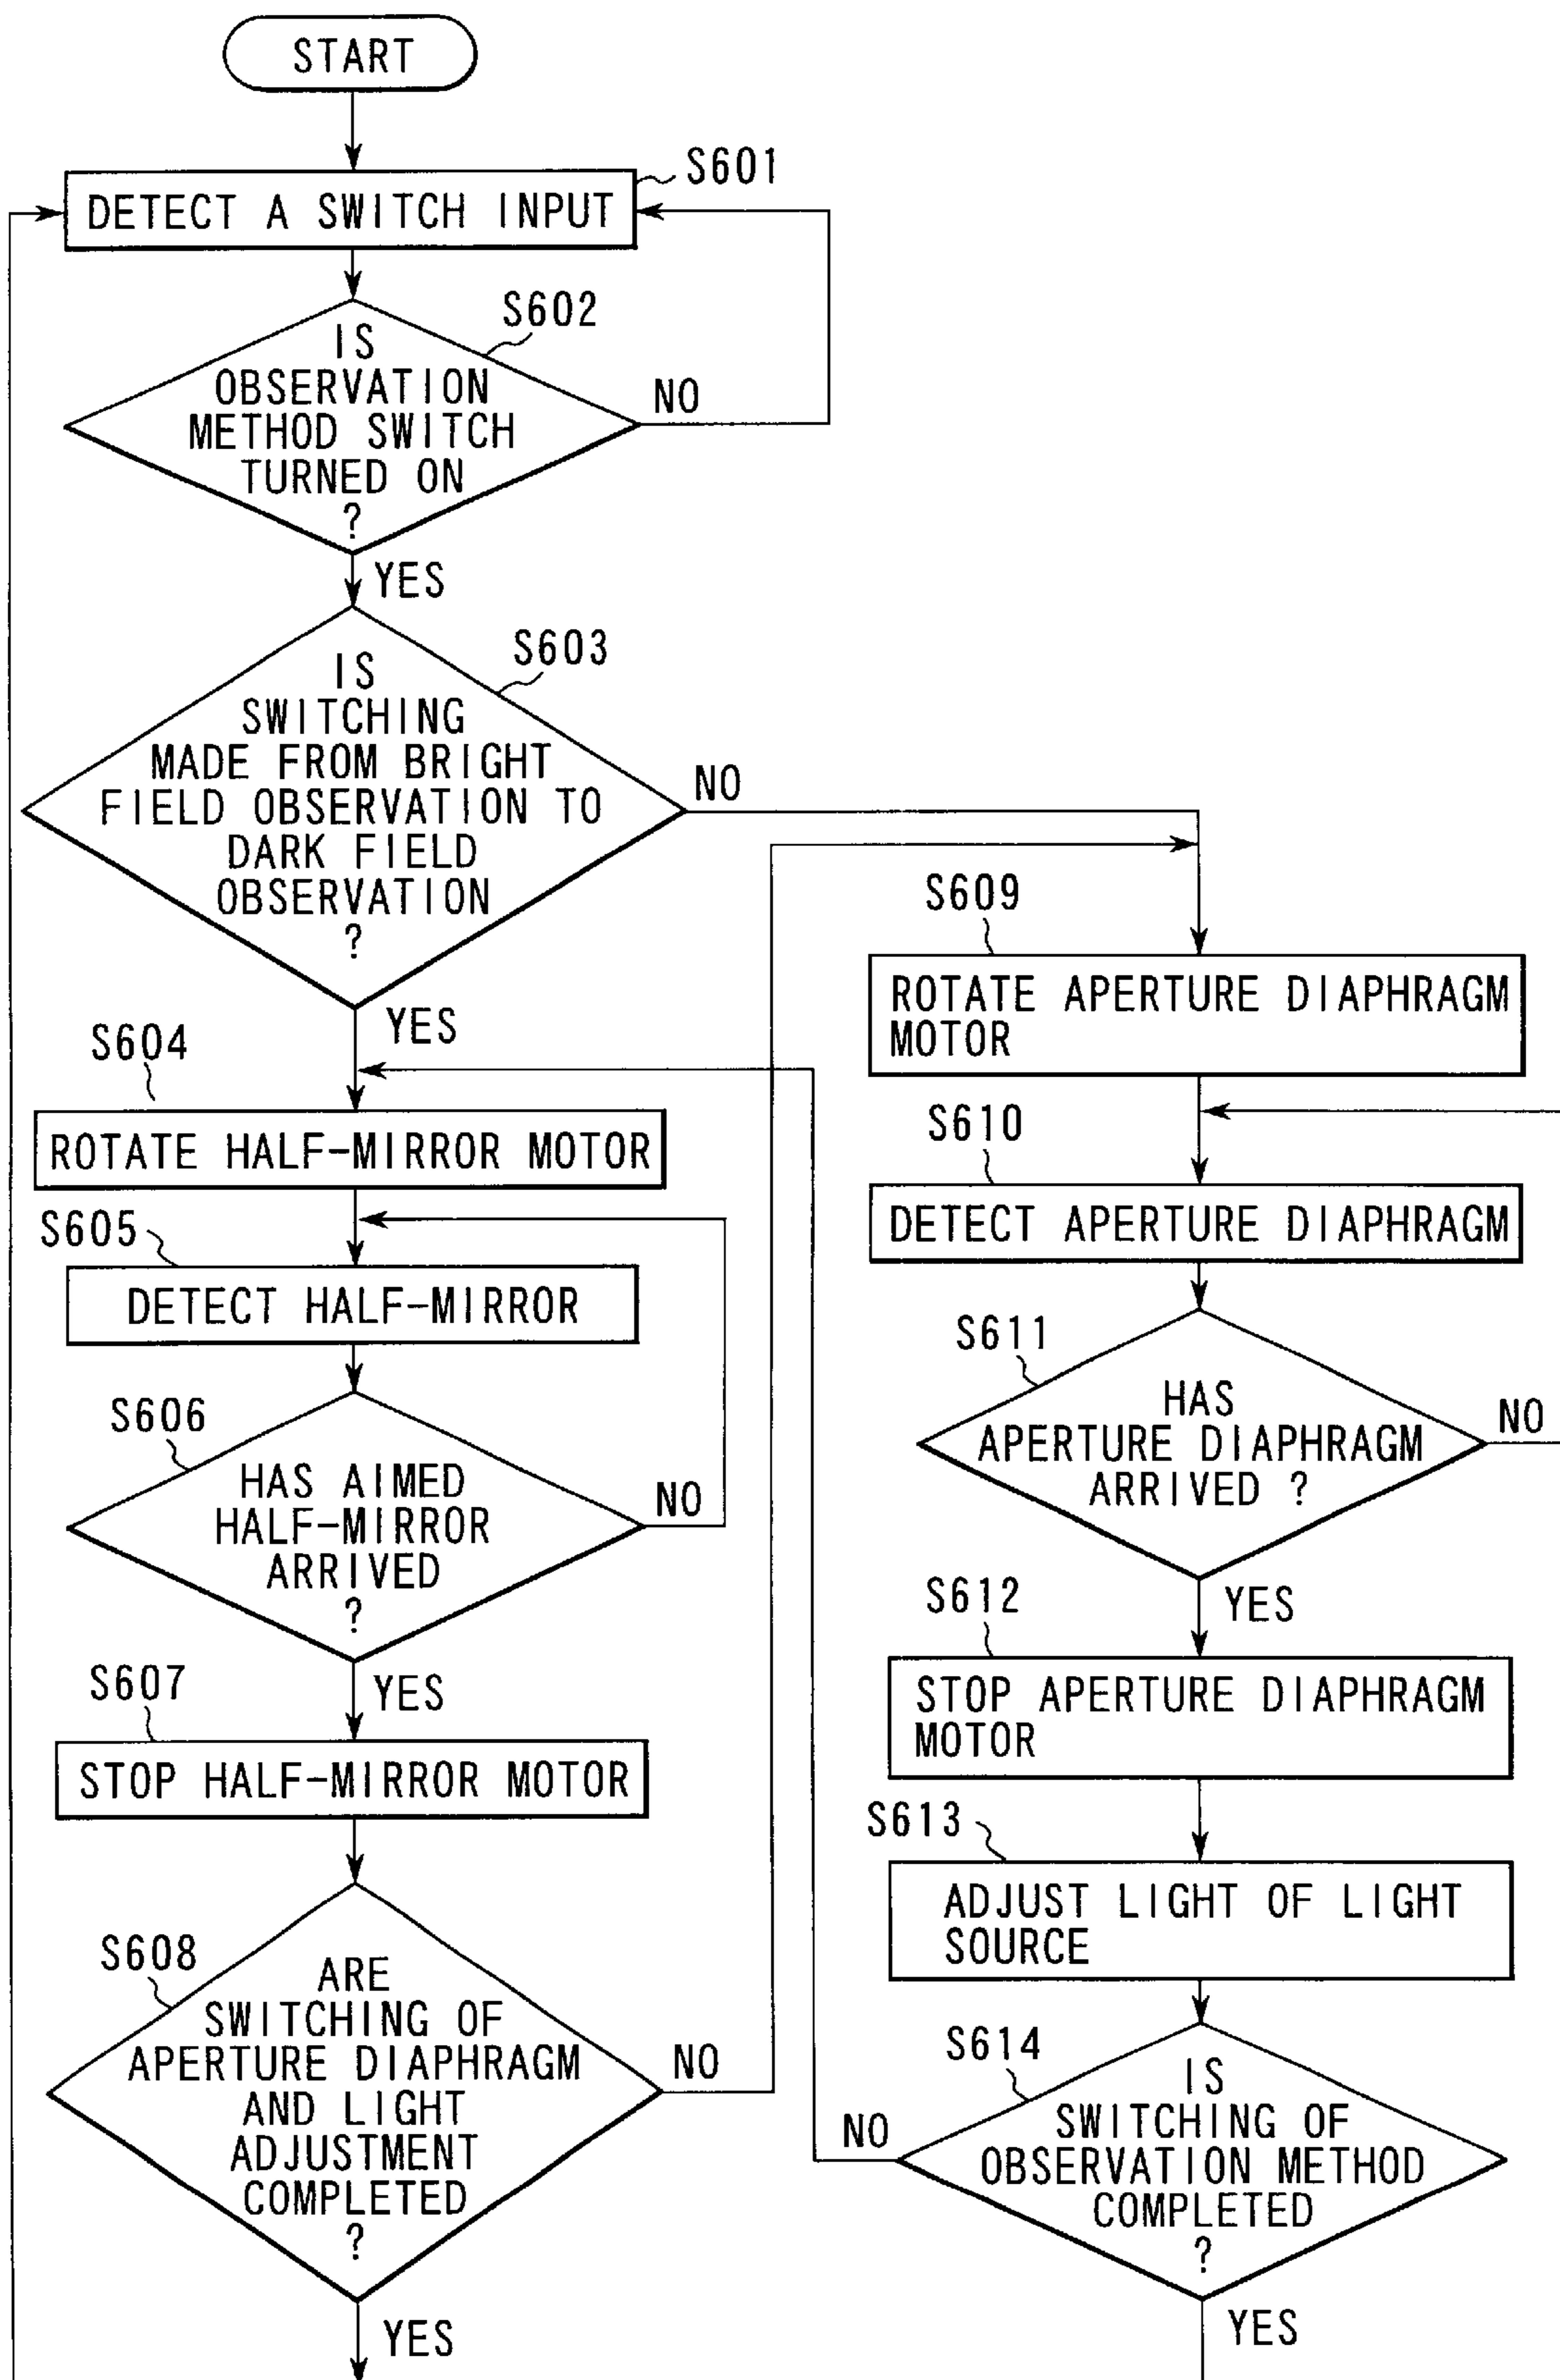 START
S601
DETECT A SWITCH INPUT
S602
IS
OBSERVATION
METHOD SWITCH
TURNED ON
?
NO
YES
S603
IS
SWITCHING
MADE FROM BRIGHT
FIELD OBSERVATION TO
DARK FIELD
OBSERVATION
?
NO
YES
S604
ROTATE HALF-MIRROR MOTOR
S605
DETECT HALF-MIRROR
S606
HAS AIMED
HALF-MIRROR
ARRIVED
?
NO
YES
S607
STOP HALF-MIRROR MOTOR
S608
ARE
SWITCHING OF
APERTURE DIAPHRAGM
AND LIGHT
ADJUSTMENT
COMPLETED
?
NO
YES
S609
ROTATE APERTURE DIAPHRAGM
MOTOR
S610
DETECT APERTURE DIAPHRAGM
S611
HAS
APERTURE DIAPHRAGM
ARRIVED ?
NO
YES
S612
STOP APERTURE DIAPHRAGM
MOTOR
S613
ADJUST LIGHT OF LIGHT
SOURCE
S614
IS
SWITCHING OF
OBSERVATION METHOD
COMPLETED
?
NO
YES